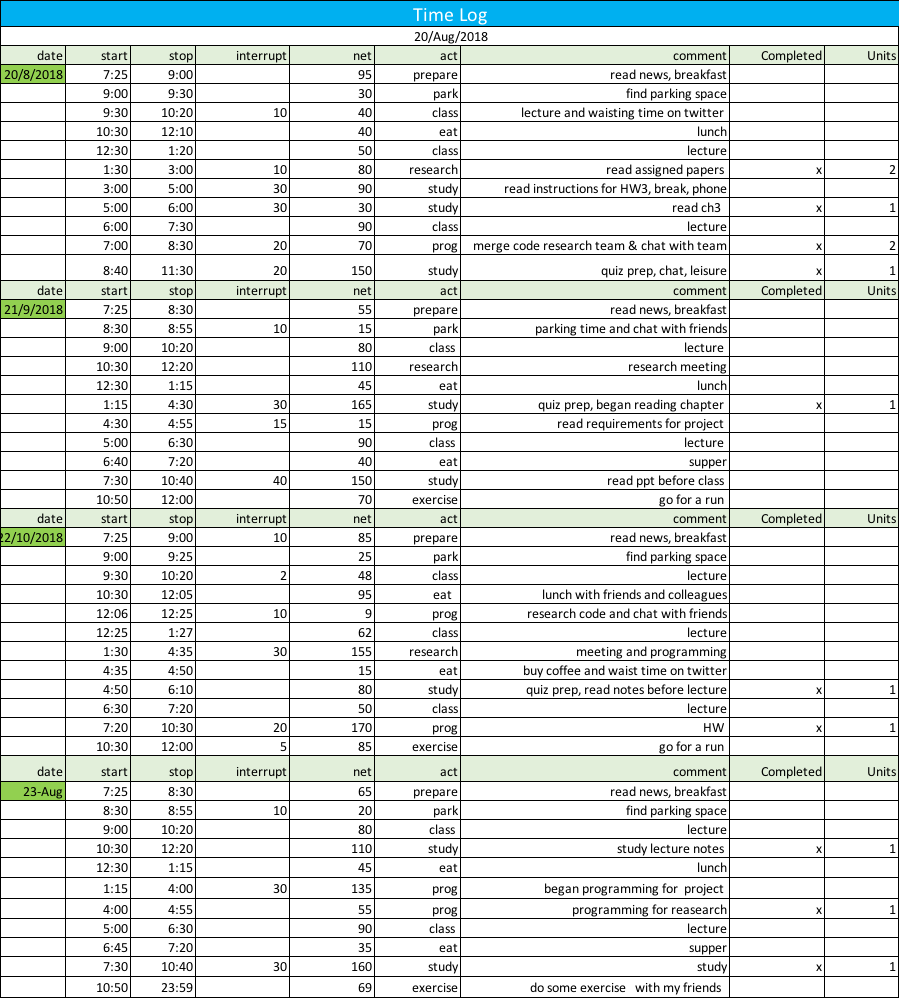 Time Log
20/Aug/2018
date start stop interrupt net act comment Completed Units
20/8/2018 7:25 9:00 95 prepare read news, breakfast
9:00 9:30 30 park find parking space
9:30 10:20 10 40 class lecture and waisting time on twitter
10:30 12:10 40 eat lunch
12:30 1:20 50 class lecture
1:30 3:00 10 80 research read assigned papers x 2
3:00 5:00 30 90 study read instructions for HW3, break, phone
5:00 6:00 30 30 study read ch3 x 1
6:00 7:30 90 class lecture
7:00 8:30 20 70 prog merge code research team & chat with team x 2
8:40 11:30 20 150 study quiz prep, chat, leisure x 1
date start stop interrupt net act comment Completed Units
21/9/2018 7:25 8:30 55 prepare read news, breakfast
8:30 8:55 10 15 park parking time and chat with friends
9:00 10:20 80 class lecture
10:30 12:20 110 research research meeting
12:30 1:15 45 eat lunch
1:15 4:30 30 165 study quiz prep, began reading chapter x 1
4:30 4:55 15 15 prog read requirements for project
5:00 6:30 90 class lecture
6:40 7:20 40 eat supper
7:30 10:40 40 150 study read ppt before class
10:50 12:00 70 exercise go for a run
date start stop interrupt net act comment Completed Units
22/10/2018 7:25 9:00 10 85 prepare read news, breakfast
9:00 9:25 25 park find parking space
9:30 10:20 2 48 class lecture
10:30 12:05 95 eat lunch with friends and colleagues
12:06 12:25 10 9 prog research code and chat with friends
12:25 1:27 62 class lecture
1:30 4:35 30 155 research meeting and programming
4:35 4:50 15 eat buy coffee and waist time on twitter
4:50 6:10 80 study quiz prep, read notes before lecture x 1
6:30 7:20 50 class lecture
7:20 10:30 20 170 prog HW x 1
10:30 12:00 5 85 exercise go for a run
date start stop interrupt net act comment Completed Units
23-Aug 7:25 8:30 65 prepare read news, breakfast
8:30 8:55 10 20 park find parking space
9:00 10:20 80 class lecture
10:30 12:20 110 study study lecture notes x 1
12:30 1:15 45 eat lunch
1:15 4:00 30 135 prog began programming for project
4:00 4:55 55 prog programming for reasearch x 1
5:00 6:30 90 class lecture
6:45 7:20 35 eat supper
7:30 10:40 30 160 study study x 1
10:50 23:59 69 exercise do some exercise with my friends